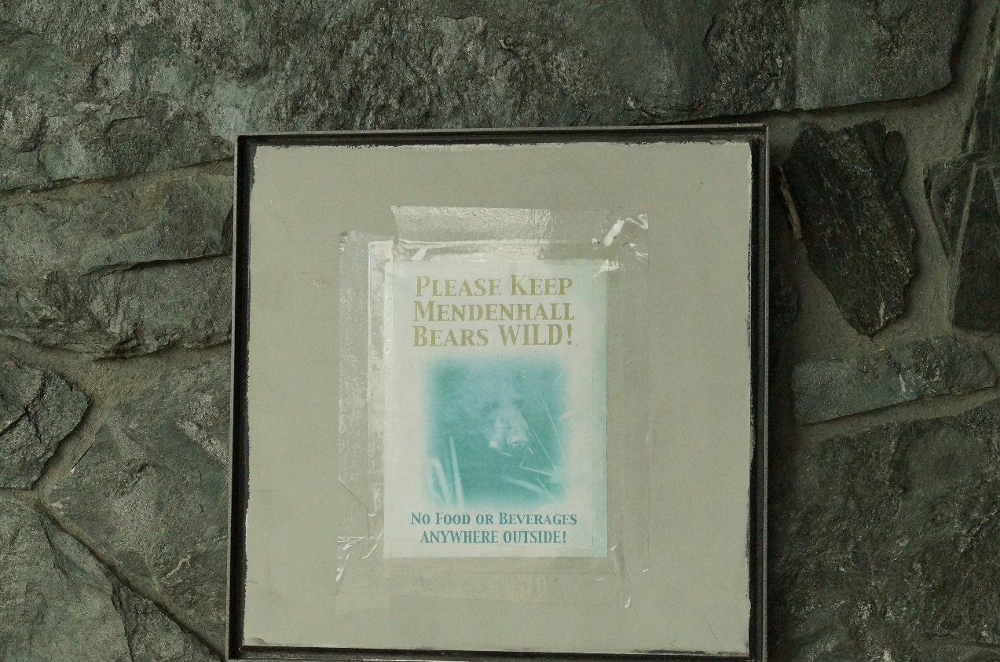 Please Keep
Mendenhall
Bears WILD!
No Food or Beverages
anywhere outside!